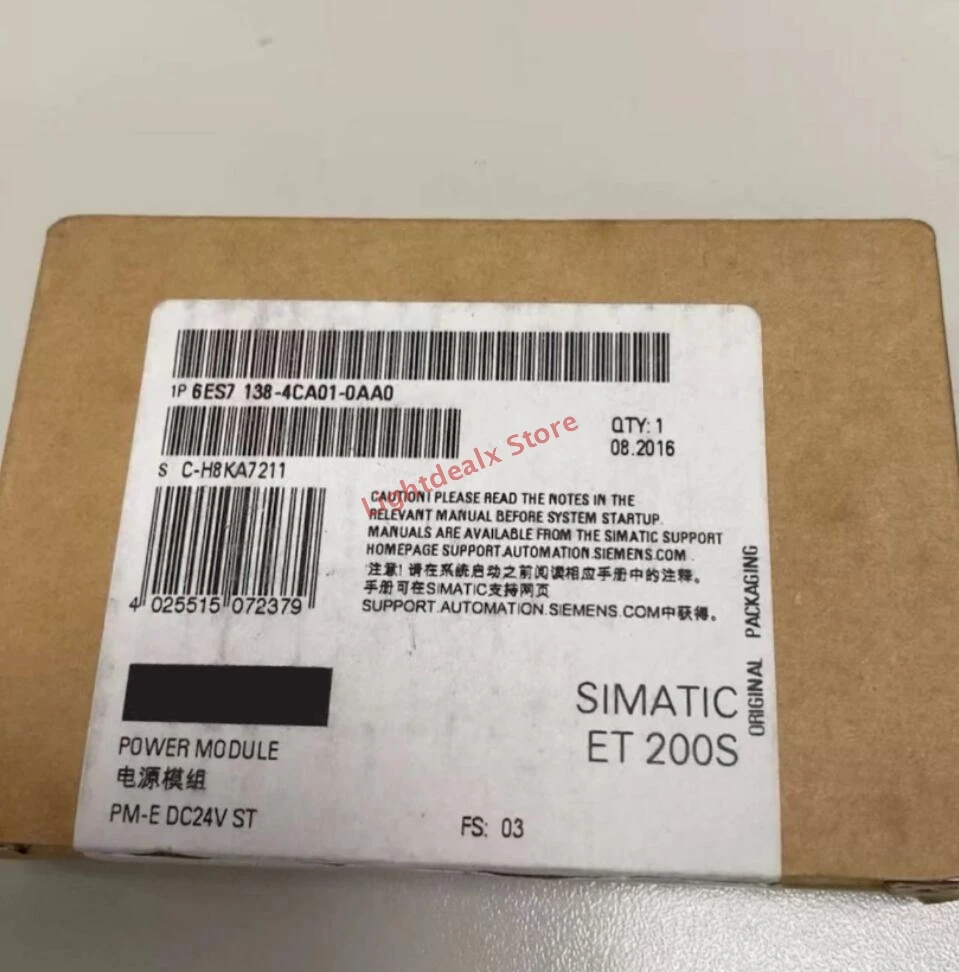 1P 6ES7 138-4CA01-0AA0
QTY: 1
08.2016
S C-H8KA7211
Lightdealx Store
CAUTION! PLEASE READ THE NOTES IN THE
RELEVANT MANUAL BEFORE SYSTEM STARTUP.
MANUALS ARE AVAILABLE FROM THE SIMATIC SUPPORT
HOMEPAGE SUPPORT.AUTOMATION.SIEMENS.COM.
注意! 请在系统启动之前阅读相应手册中的注释。
手册可在SIMATIC支持网页
SUPPORT.AUTOMATION.SIEMENS.COM中获得。
4 025515 072379
ORIGINAL PACKAGING
SIMATIC
ET 200S
POWER MODULE
电源模组
PM-E DC24V ST
FS: 03